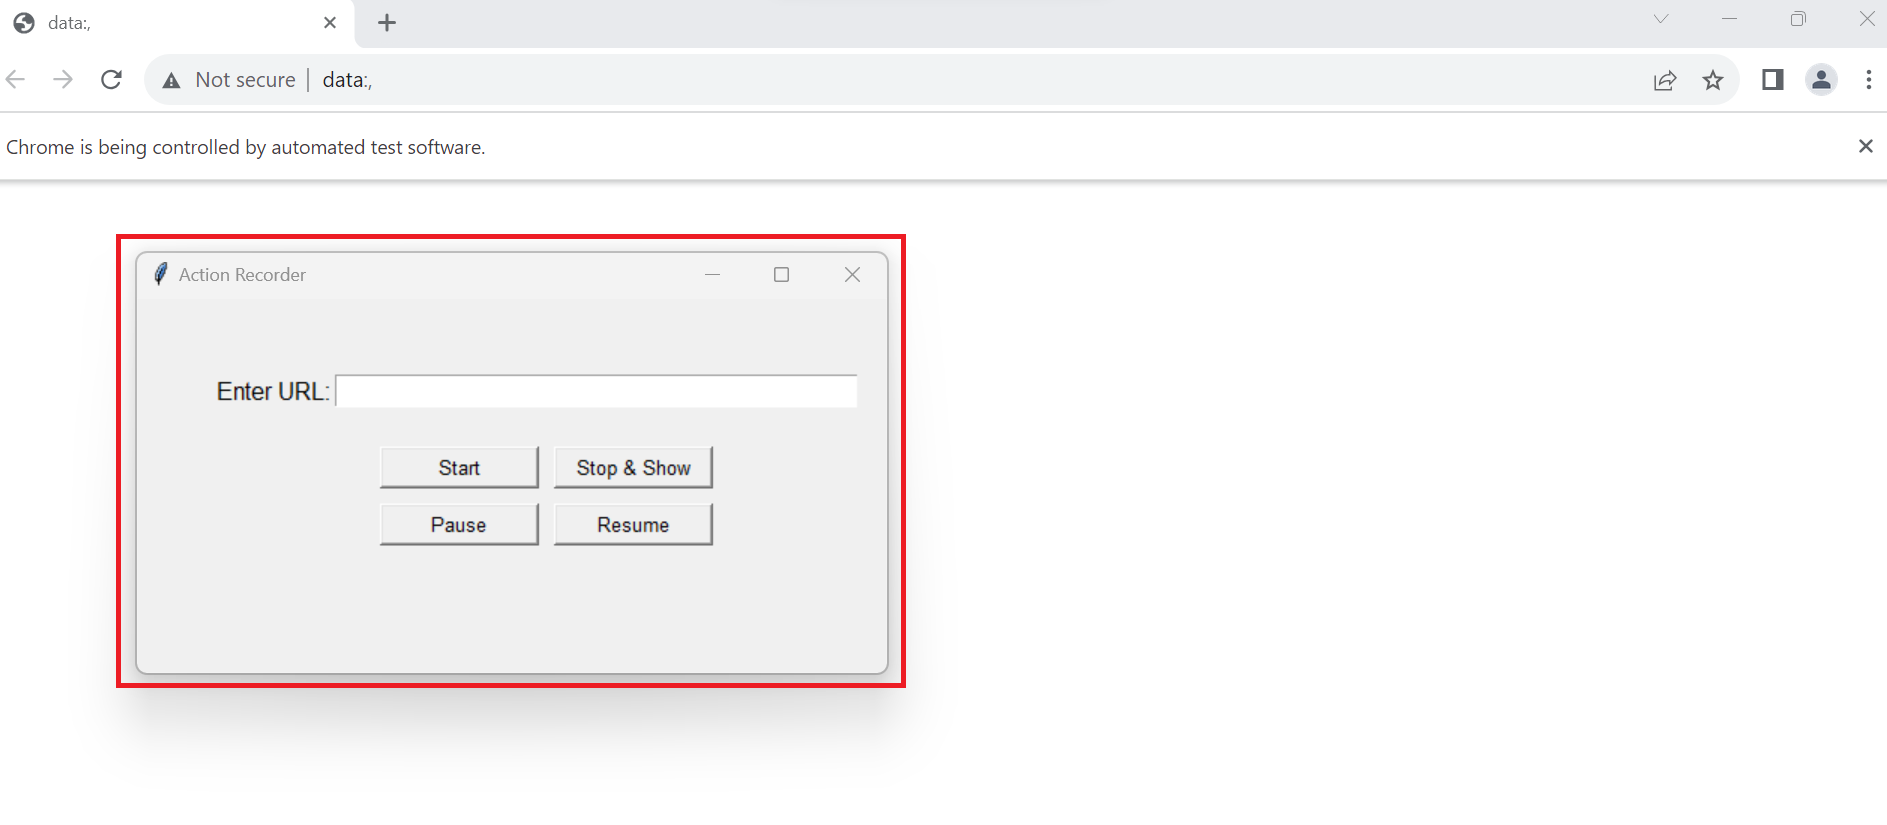 data:,
Not secure | data:,
Chrome is being controlled by automated test software.
Action Recorder
Enter URL:
Start Stop & Show
Pause Resume